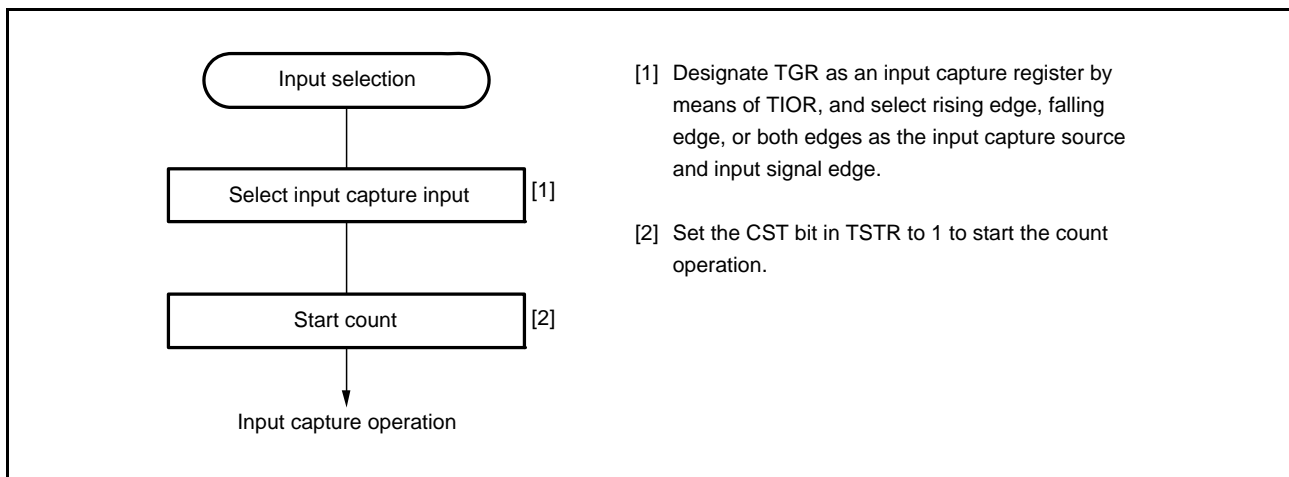 Input selection
Select input capture input
[1]
Start count
[2]
Input capture operation
[1] Designate TGR as an input capture register by
means of TIOR, and select rising edge, falling
edge, or both edges as the input capture source
and input signal edge.
[2] Set the CST bit in TSTR to 1 to start the count
operation.